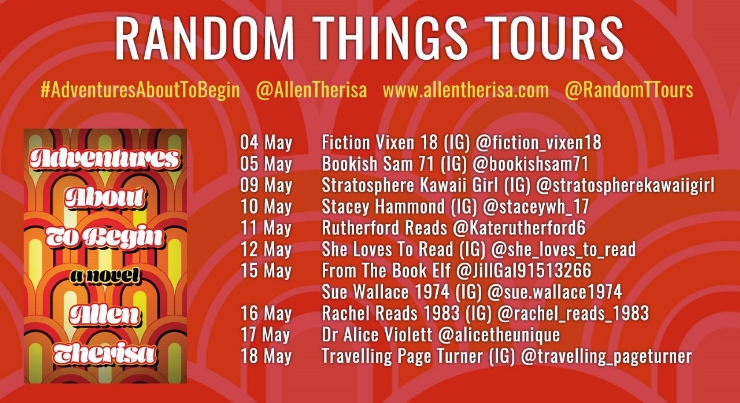 RANDOM THINGS TOURS
#AdventuresAboutToBegin @AllenTherisa www.allentherisa.com @RandomTTours
Adventures
About
To Begin
a novel
Allen
Therisa
04 May Fiction Vixen 18 (IG) @fiction_vixen18
05 May Bookish Sam 71 (IG) @bookishsam71
09 May Stratosphere Kawaii Girl (IG) @stratospherekawaiigirl
10 May Stacey Hammond (IG) @staceywh_17
11 May Rutherford Reads @Katerutherford6
12 May She Loves To Read (IG) @she_loves_to_read
15 May From The Book Elf @JillGal91513266
Sue Wallace 1974 (IG) @sue.wallace1974
16 May Rachel Reads 1983 (IG) @rachel_reads_1983
17 May Dr Alice Violett @alicetheunique
18 May Travelling Page Turner (IG) @travelling_pageturner